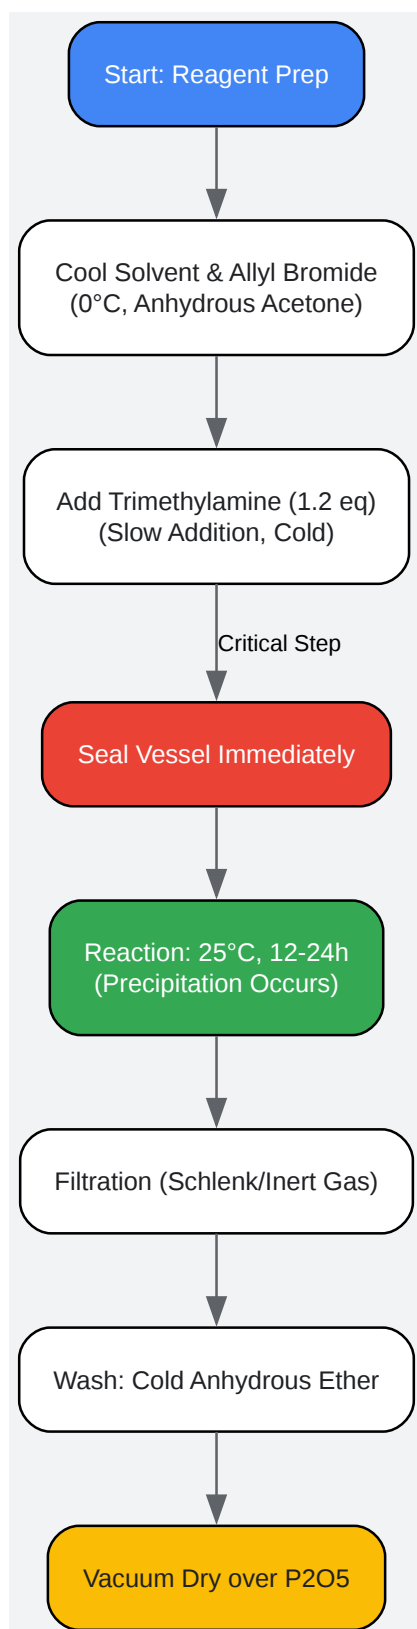 Start: Reagent Prep
Cool Solvent & Allyl Bromide
(0°C, Anhydrous Acetone)
Add Trimethylamine (1.2 eq)
(Slow Addition, Cold)
Critical Step
Seal Vessel Immediately
Reaction: 25°C, 12-24h
(Precipitation Occurs)
Filtration (Schlenk/Inert Gas)
Wash: Cold Anhydrous Ether
Vacuum Dry over P2O5